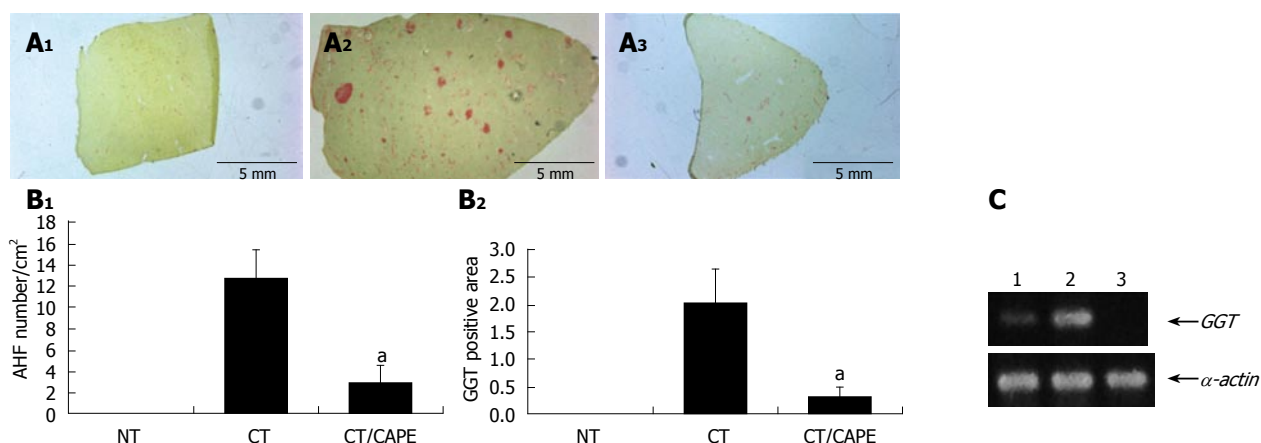 A1
5 mm
A2
5 mm
A3
5 mm
B1
AHF number/cm2
18
16
14
12
10
8
6
4
2
0
a
NT CT CT/CAPE
B2
GGT positive area
3.0
2.5
2.0
1.5
1.0
0.5
0.0
a
NT CT CT/CAPE
C
1 2 3
GGT
α-actin